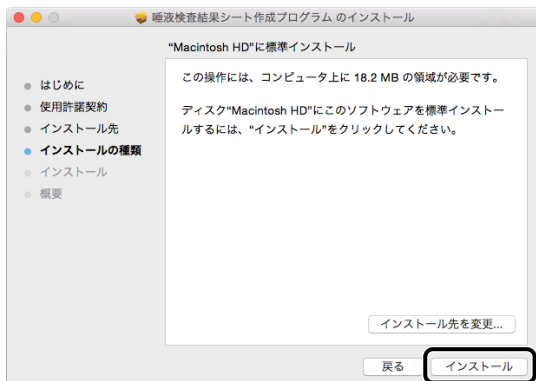 唾液検査結果シート作成プログラム のインストール
“Macintosh HD”に標準インストール
はじめに
使用許諾契約
インストール先
インストールの種類
インストール
概要
この操作には、コンピュータ上に 18.2 MB の領域が必要です。
ディスク“Macintosh HD”にこのソフトウェアを標準インストー
ルするには、“インストール”をクリックしてください。
インストール先を変更...
戻る
インストール